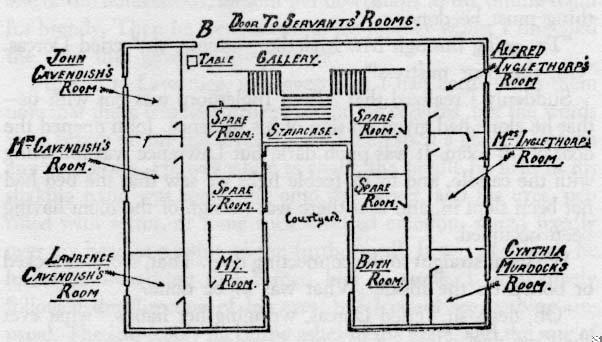 B
DOOR TO SERVANTS' ROOMS.
JOHN
CAVENDISH'S
ROOM
TABLE
GALLERY.
ALFRED
INGLETHORP'S
ROOM
SPARE
ROOM.
STAIRCASE.
SPARE
ROOM.
MRS CAVENDISH'S
ROOM.
MRS INGLETHORP'S
ROOM.
SPARE
ROOM.
SPARE
ROOM.
Courtyard.
LAWRENCE
CAVENDISH'S
ROOM
MY.
ROOM.
BATH
ROOM.
CYNTHIA
MURDOCK'S
ROOM